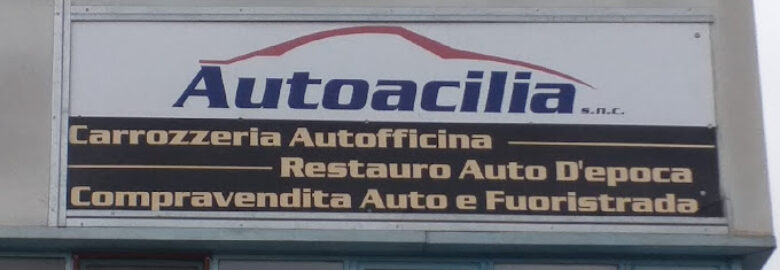 Autoacilia s.n.c.
Carrozzeria Autofficina
Restauro Auto D'epoca
Compravendita Auto e Fuoristrada